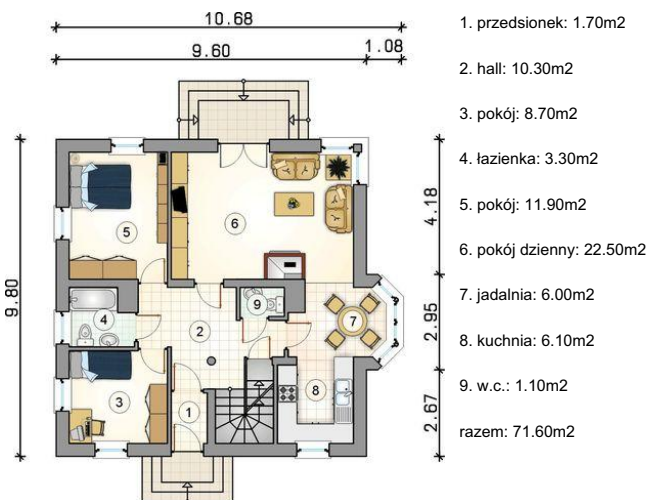 10.68
9.60
1.08
9.80
4.18
2.95
2.67
5
6
4
9
2
7
3
1
8
1. przedsionek: 1.70m2
2. hall: 10.30m2
3. pokój: 8.70m2
4. łazienka: 3.30m2
5. pokój: 11.90m2
6. pokój dzienny: 22.50m2
7. jadalnia: 6.00m2
8. kuchnia: 6.10m2
9. w.c.: 1.10m2
razem: 71.60m2